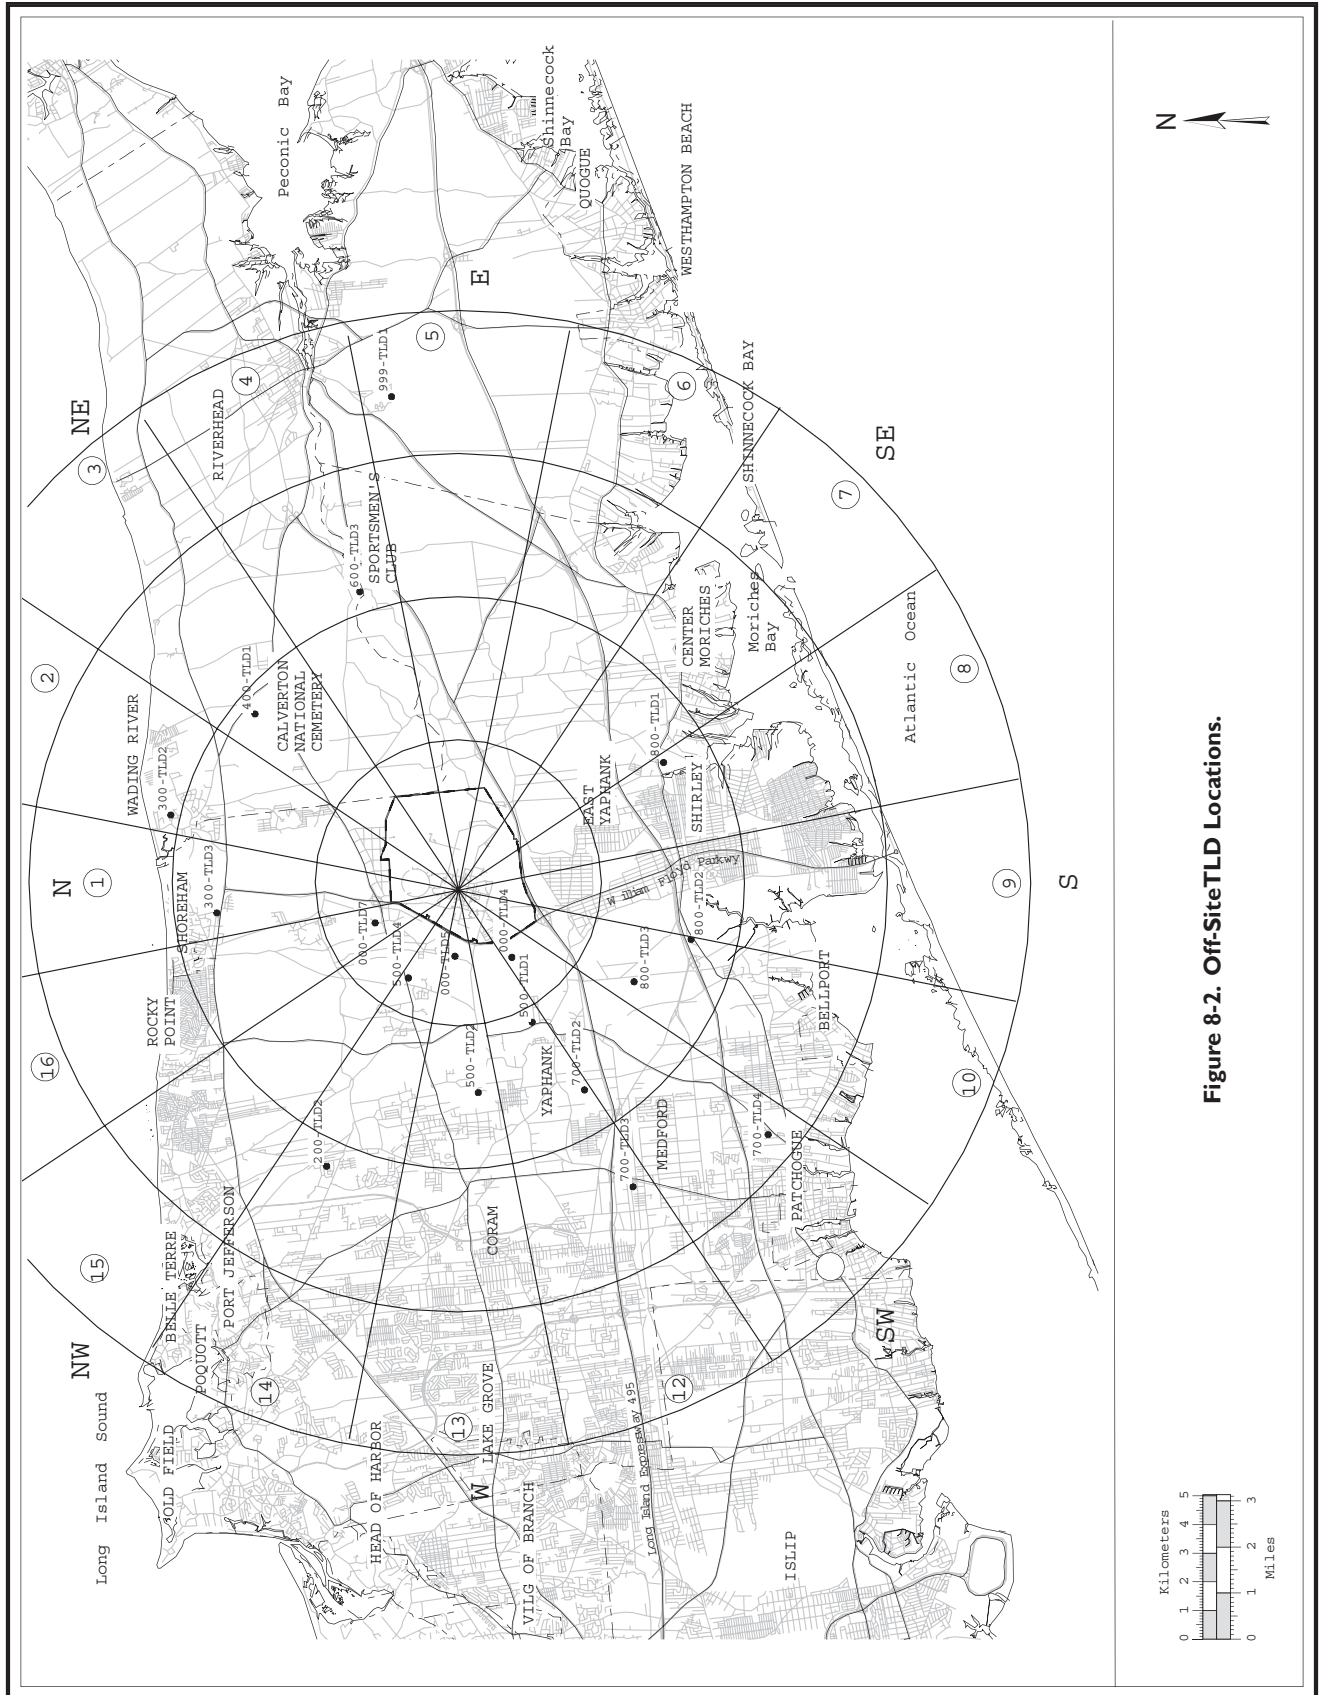 Long Island Sound
Peconic Bay
Shinnecock
Bay
QUOGUE
WESTHAMPTON BEACH
SHINNECOCK BAY
Moriches
Bay
Atlantic Ocean
N
NE
E
SE
S
SW
W
NW
1
2
3
4
5
6
7
8
9
10
12
13
14
15
16
WADING RIVER
RIVERHEAD
SHOREHAM
ROCKY
POINT
BELLE TERRE
PORT JEFFERSON
POQUOTT
OLD FIELD
HEAD OF HARBOR
LAKE GROVE
VILG OF BRANCH
ISLIP
CORAM
YAPHANK
MEDFORD
PATCHOGUE
BELLPORT
EAST
YAPHANK
SHIRLEY
CENTER
MORICHES
CALVERTON
NATIONAL
CEMETERY
SPORTSMEN'S
CLUB
William Floyd Parkway
Long Island Expressway 495
300-TLD2
300-TLD3
400-TLD1
600-TLD3
999-TLD1
000-TLD7
500-TLD4
000-TLD5
000-TLD4
500-TLD1
500-TLD2
200-TLD2
700-TLD2
700-TLD3
700-TLD4
800-TLD1
800-TLD2
800-TLD3
N
Kilometers
0 1 2 3 4 5
0 1 2 3
Miles
Figure 8-2. Off-SiteTLD Locations.